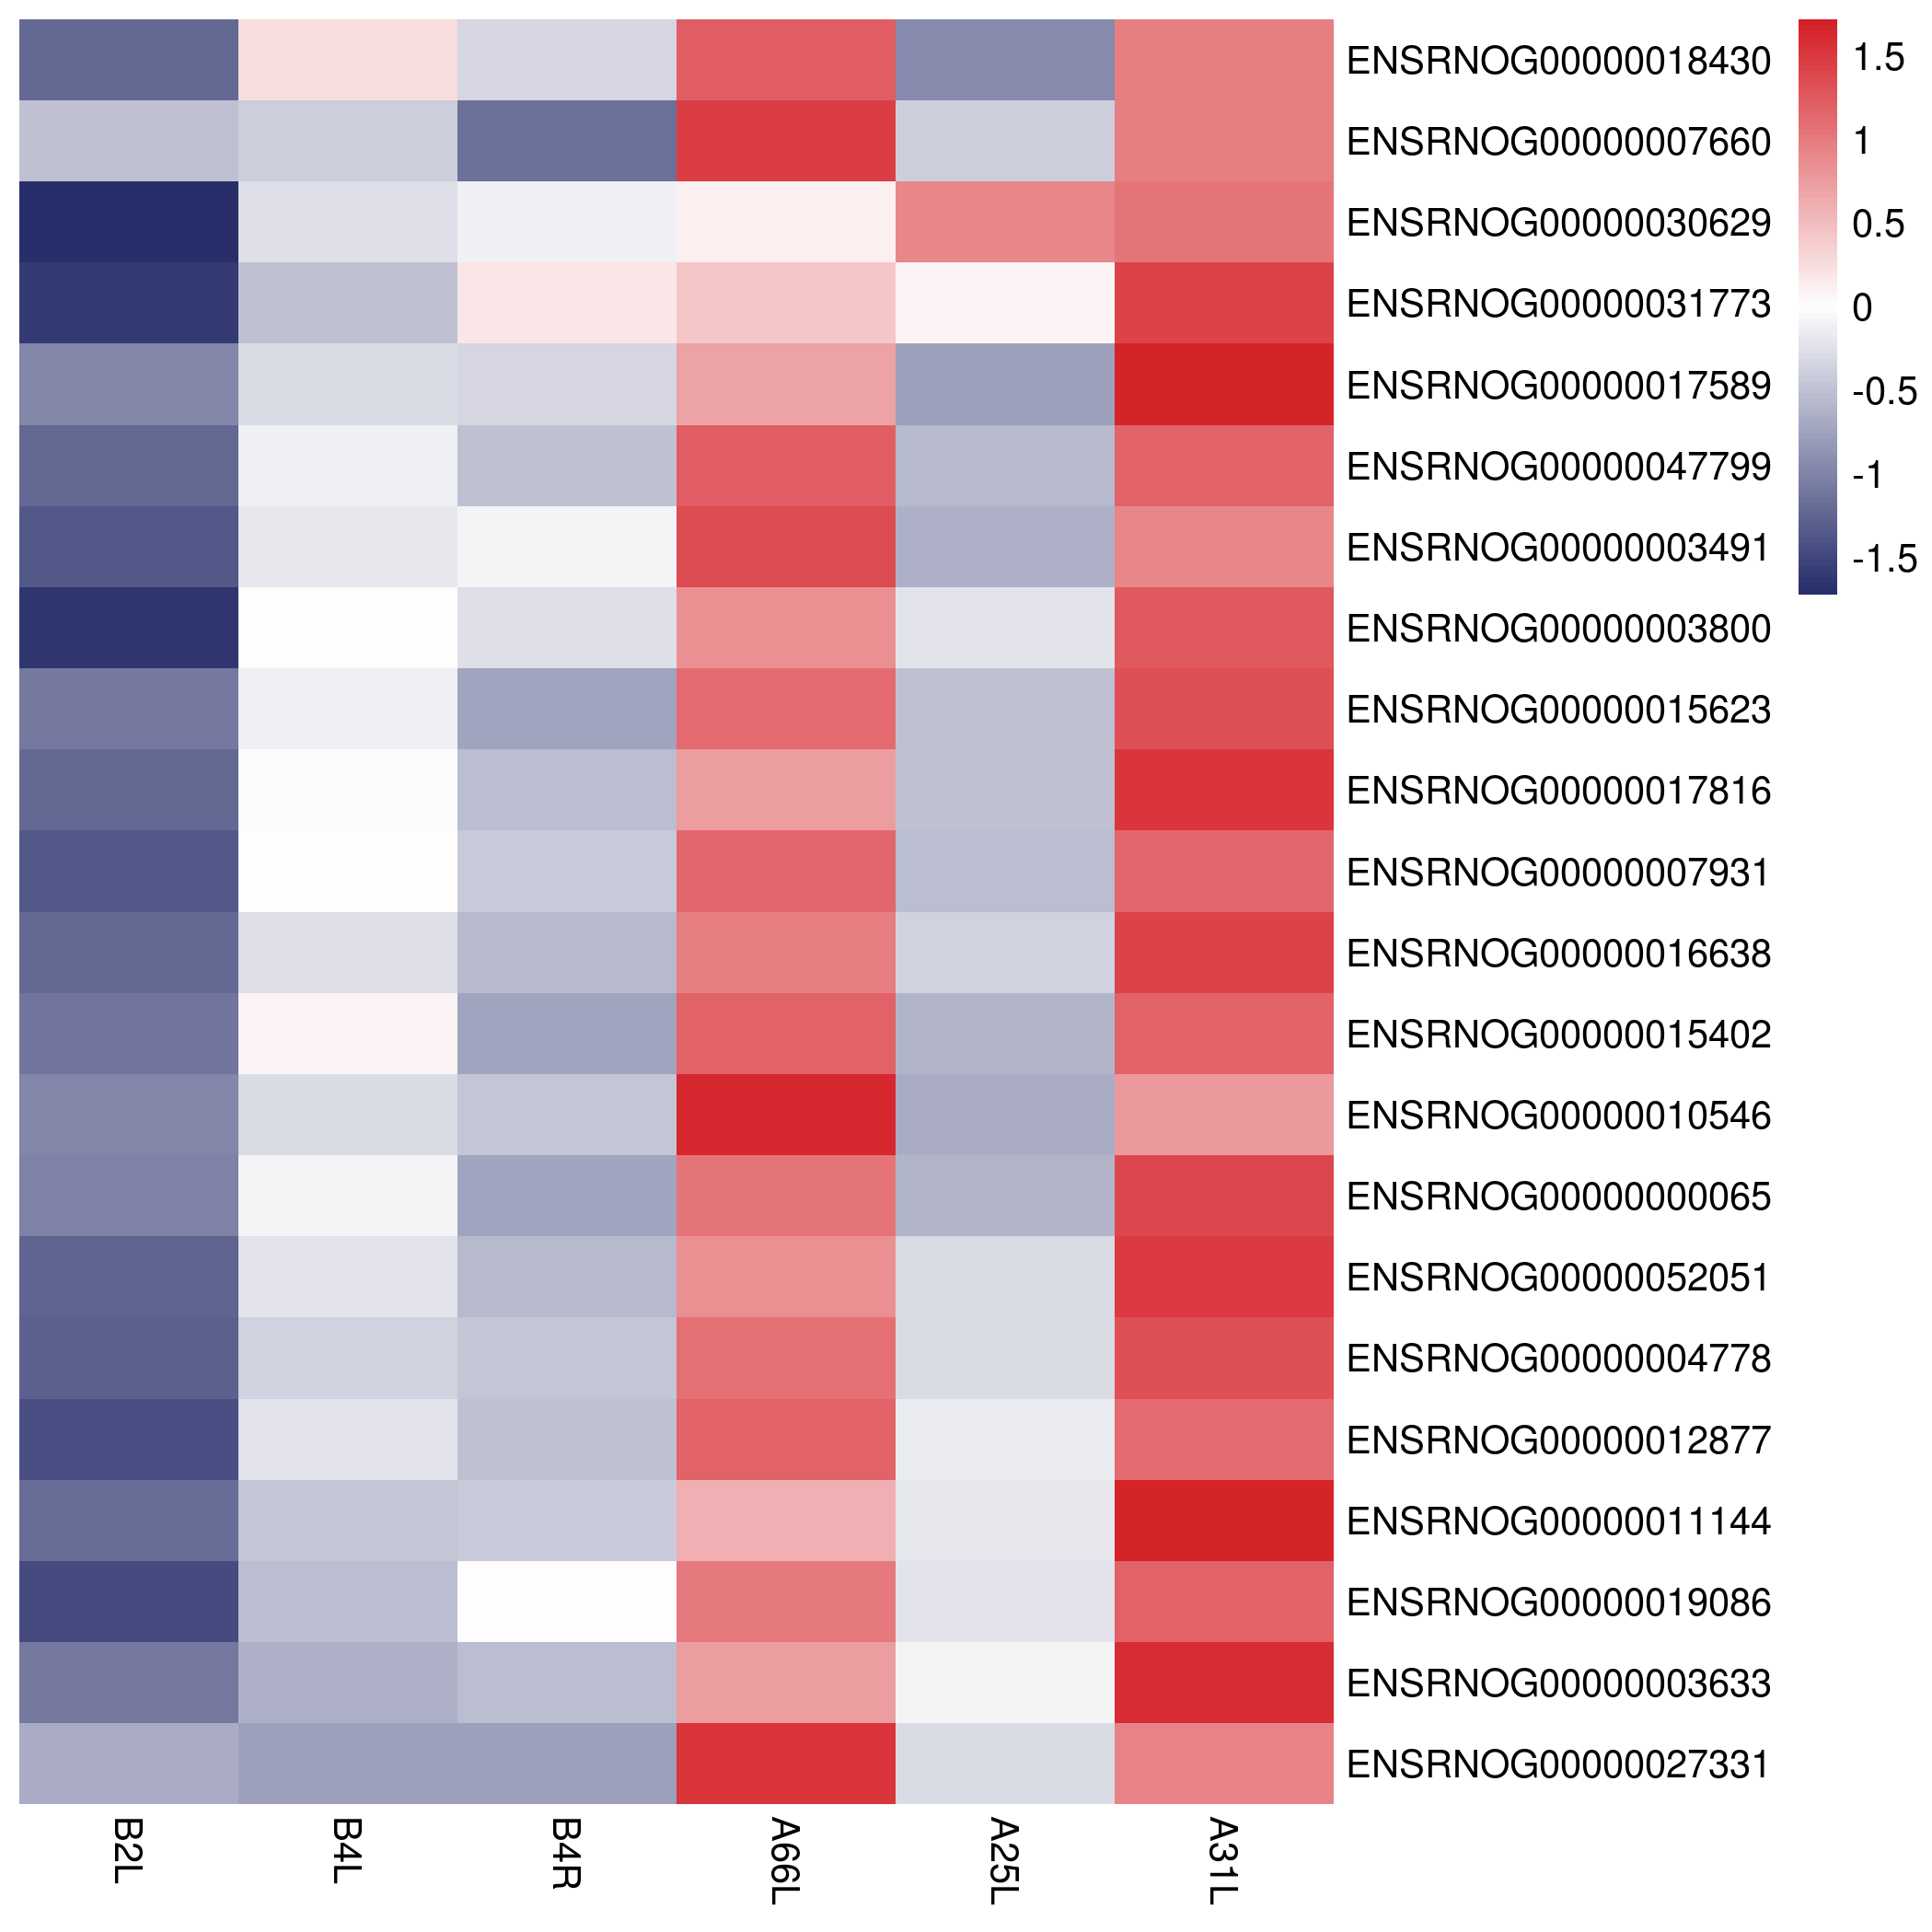 ENSRNOG00000018430
ENSRNOG00000007660
ENSRNOG00000030629
ENSRNOG00000031773
ENSRNOG00000017589
ENSRNOG00000047799
ENSRNOG00000003491
ENSRNOG00000003800
ENSRNOG00000015623
ENSRNOG00000017816
ENSRNOG00000007931
ENSRNOG00000016638
ENSRNOG00000015402
ENSRNOG00000010546
ENSRNOG00000000065
ENSRNOG00000052051
ENSRNOG00000004778
ENSRNOG00000012877
ENSRNOG00000011144
ENSRNOG00000019086
ENSRNOG00000003633
ENSRNOG00000027331
1.5
1
0.5
0
-0.5
-1
-1.5
B2L
B4L
B4R
A66L
A25L
A31L